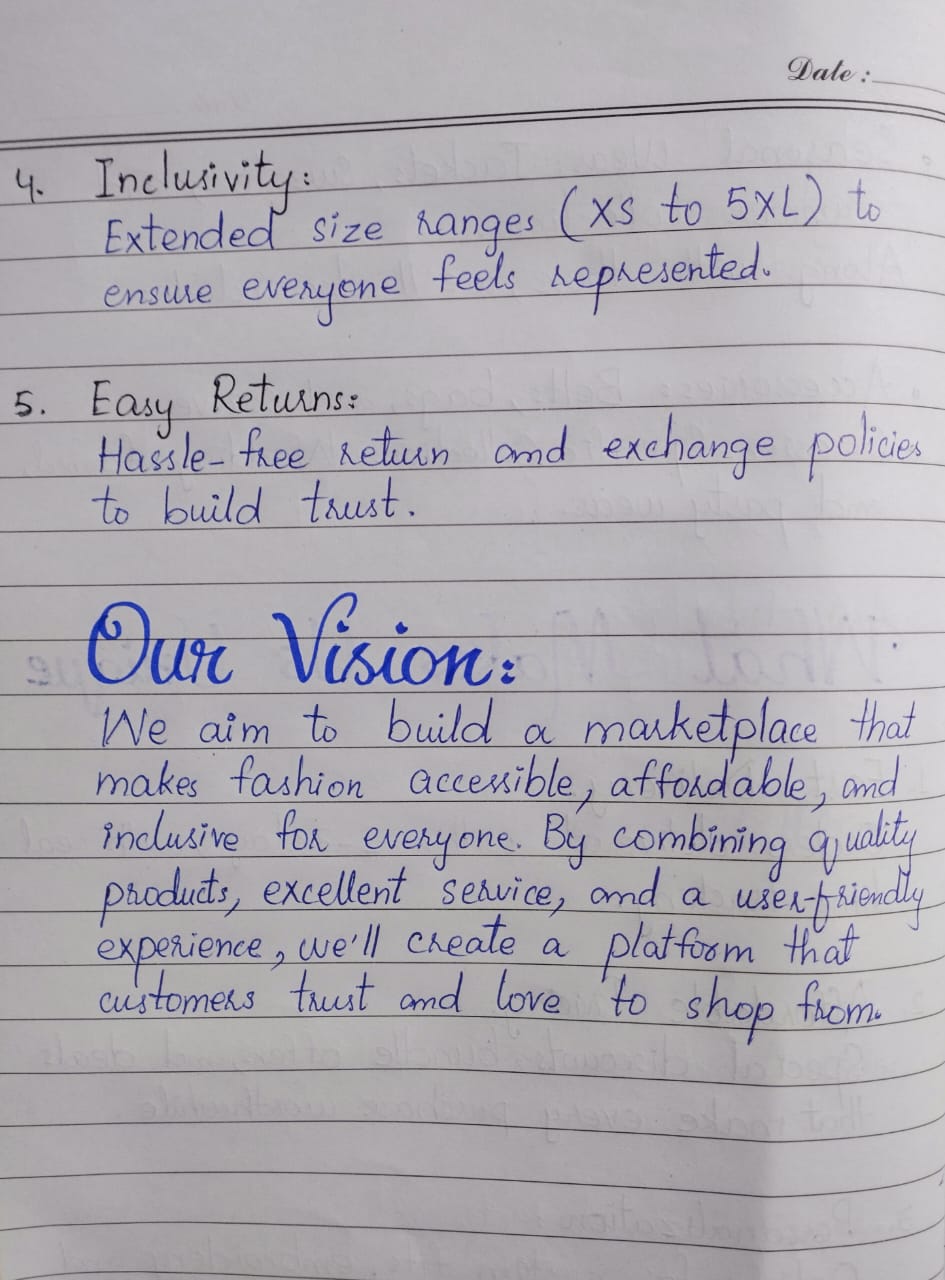 Date :
4. Inclusivity:
Extended size ranges (XS to 5XL) to
ensure everyone feels represented.
5. Easy Returns:
Hassle-free return and exchange policies
to build trust.
Our Vision:
We aim to build a marketplace that
makes fashion accessible, affordable, and
inclusive for everyone. By combining quality
products, excellent service, and a user-friendly
experience, we'll create a platform that
customers trust and love to shop from.